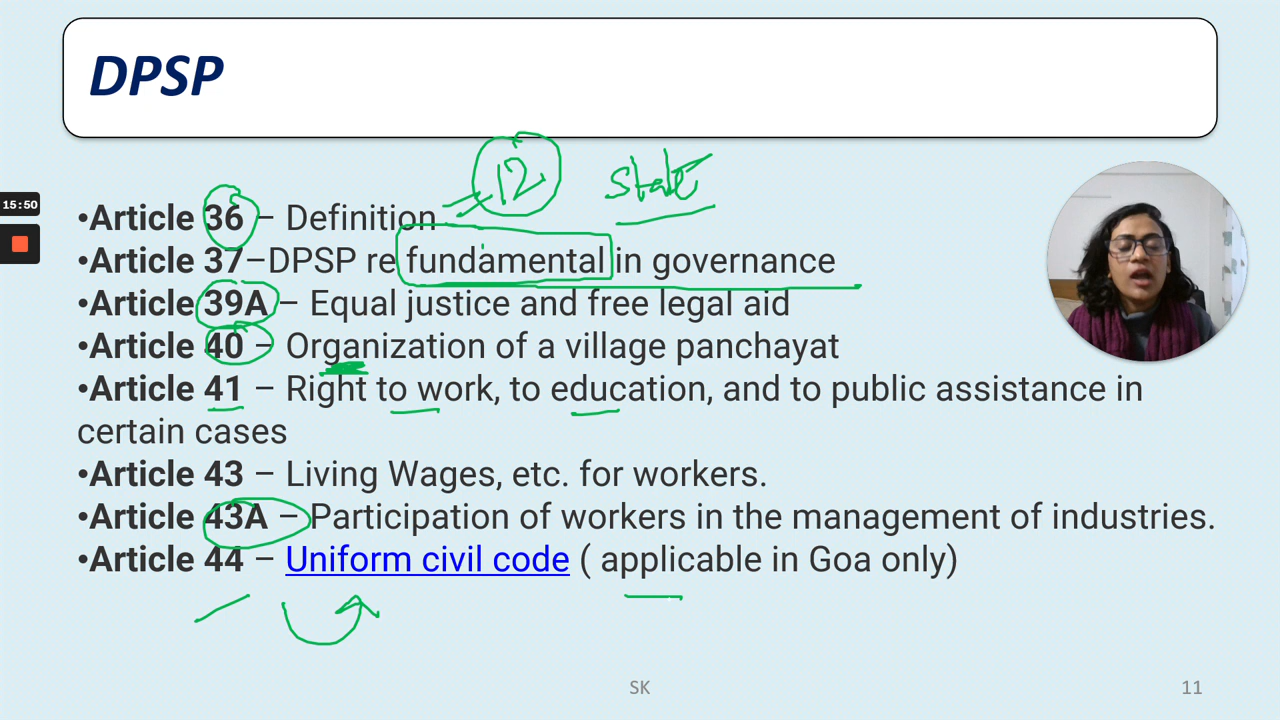 DPSP
12 State
15:50
•Article 36 – Definition
•Article 37–DPSP re fundamental in governance
•Article 39A – Equal justice and free legal aid
•Article 40 – Organization of a village panchayat
•Article 41 – Right to work, to education, and to public assistance in
certain cases
•Article 43 – Living Wages, etc. for workers.
•Article 43A – Participation of workers in the management of industries.
•Article 44 – Uniform civil code ( applicable in Goa only)
SK
11